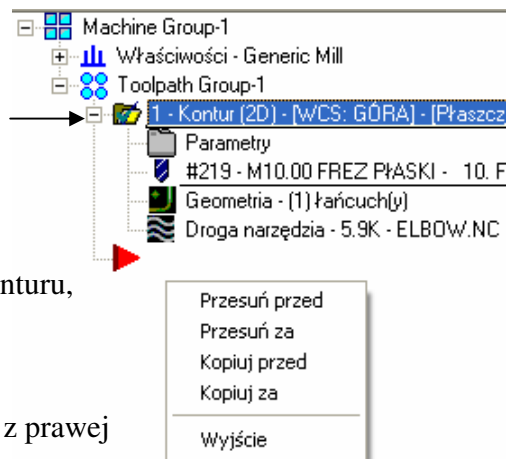 Machine Group-1
Właściwości - Generic Mill
Toolpath Group-1
1 - Kontur (2D) - [WCS: GÓRA] - [Płaszcz
Parametry
#219 - M10.00 FREZ PŁASKI - 10. F
Geometria - (1) łańcuch(y)
Droga narzędzia - 5.9K - ELBOW.NC
nturu,
Przesuń przed
Przesuń za
Kopiuj przed
Kopiuj za
z prawej
Wyjście